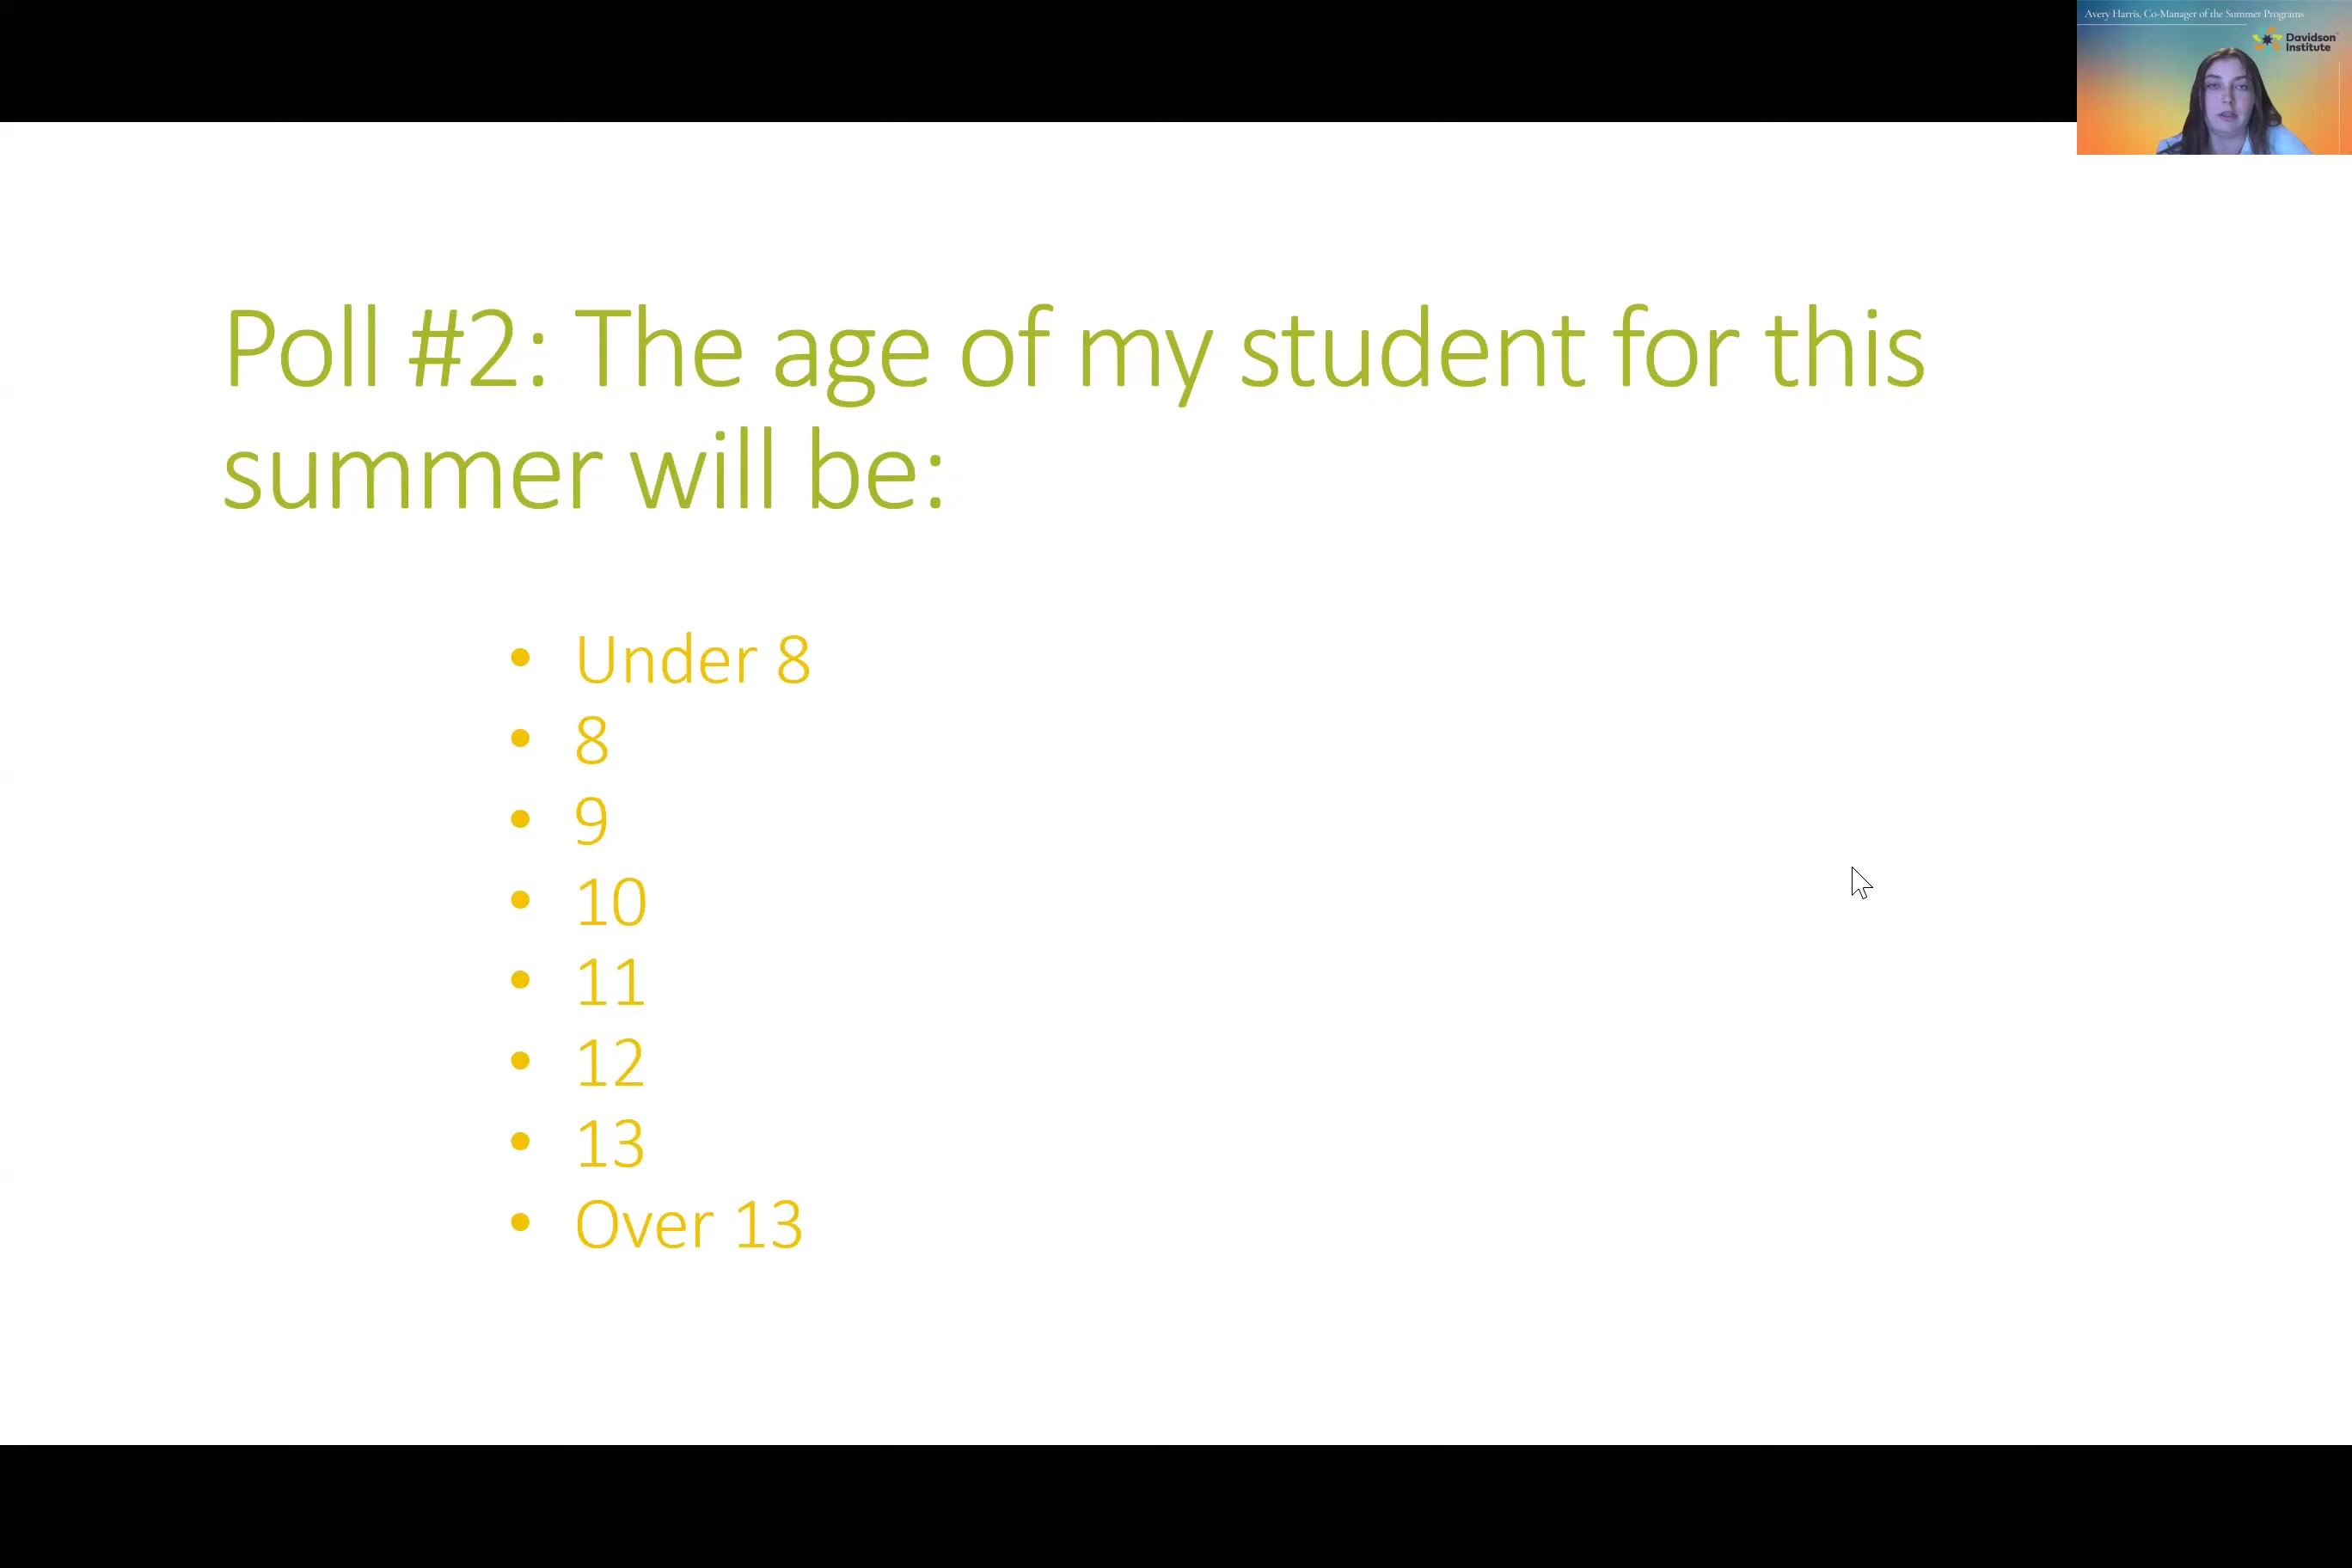 Avery Harris, Co-Manager of the Summer Programs
Davidson
Institute
Poll #2: The age of my student for this
summer will be:
• Under 8
• 8
• 9
• 10
• 11
• 12
• 13
• Over 13